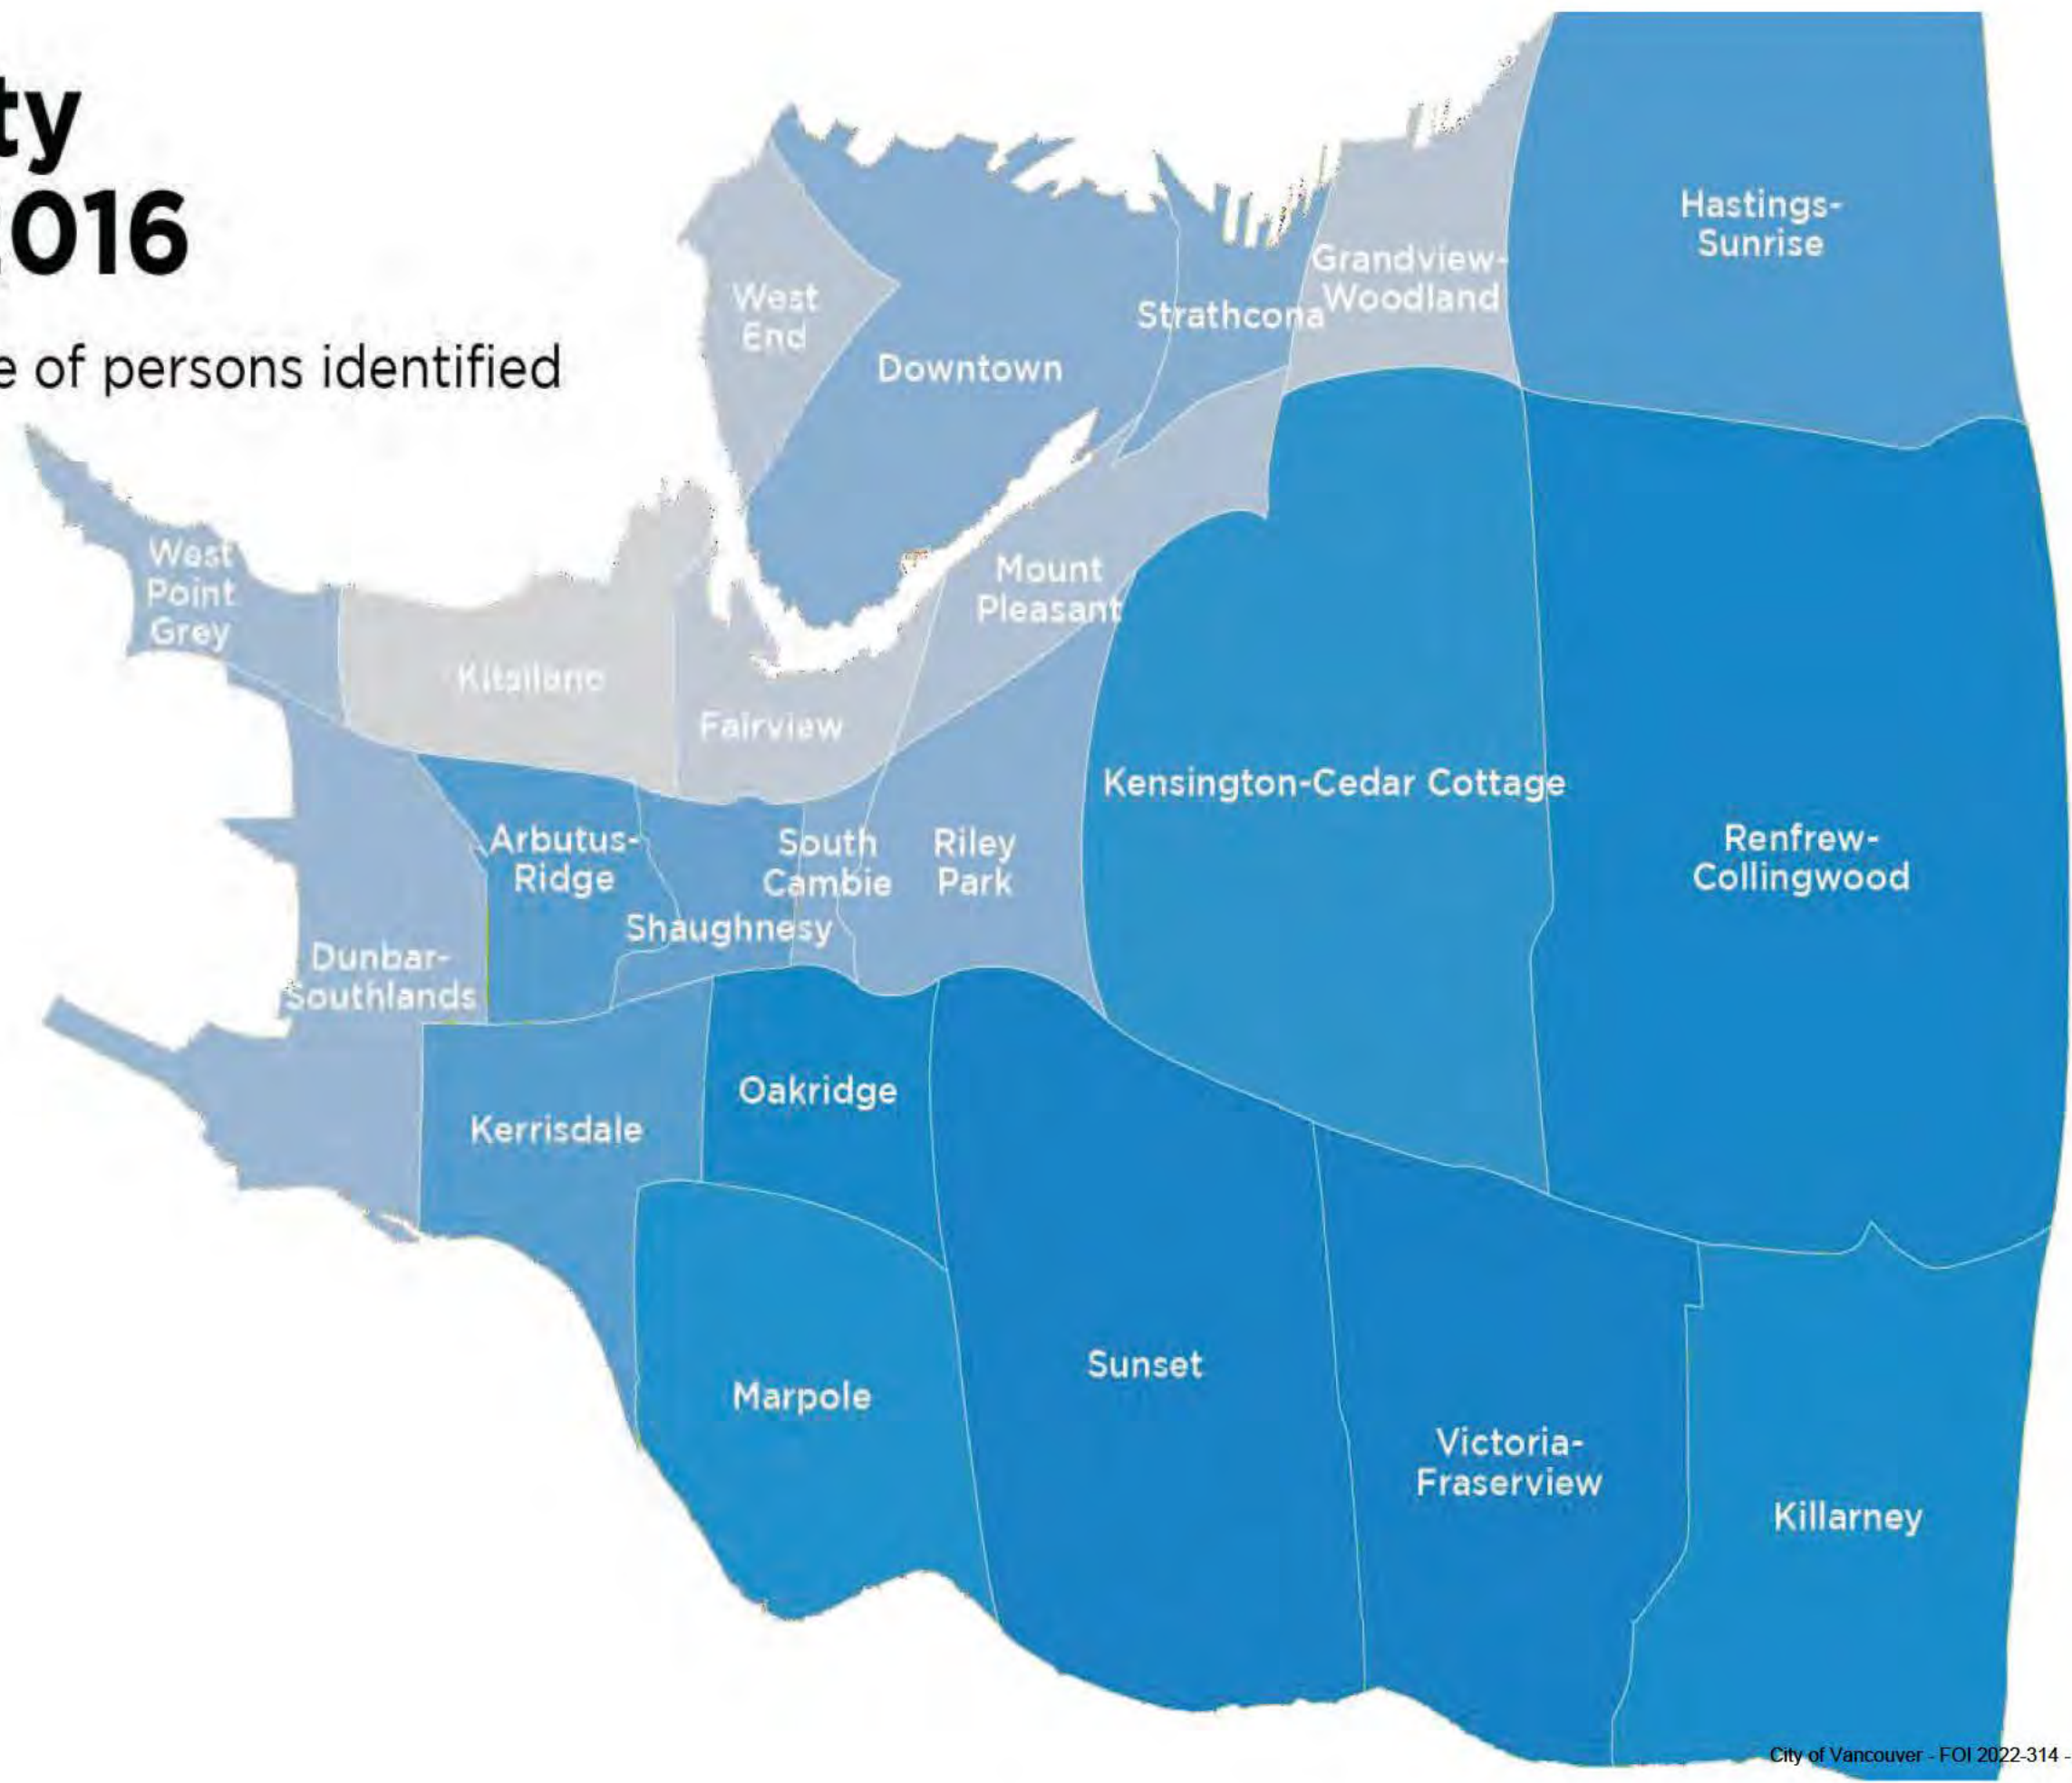 ty
2016
e of persons identified
Hastings-
Sunrise
Grandview-
Woodland
West
End
Strathcona
Downtown
West
Point
Grey
Mount
Pleasant
Kitsilano
Fairview
Kensington-Cedar Cottage
Arbutus-
Ridge
South
Cambie
Riley
Park
Renfrew-
Collingwood
Shaughnesy
Dunbar-
Southlands
Oakridge
Kerrisdale
Sunset
Marpole
Victoria-
Fraserview
Killarney
City of Vancouver - FOI 2022-314 -